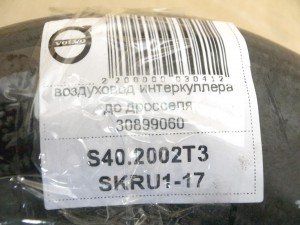 VOLVO
2200000030412
воздуховод интеркуллера
до дросселя
30899060
S40.2002T3
SKRU1-17